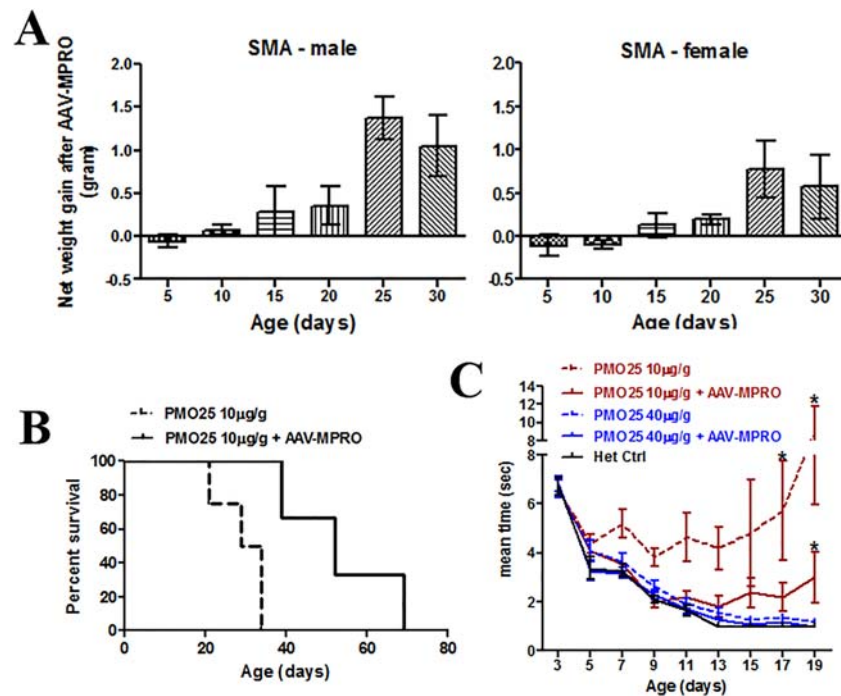 A
SMA - male
SMA - female
Net weight gain after AAV-MPRO
(gram)
2.0
1.5
1.0
0.5
0.0
-0.5
5 10 15 20 25 30
Age (days)
2.0
1.5
1.0
0.5
0.0
-0.5
5 10 15 20 25 30
Age (days)
B
PMO25 10µg/g
PMO25 10µg/g + AAV-MPRO
Percent survival
100
80
60
40
20
0
0 20 40 60 80
Age (days)
C
PMO25 10µg/g
PMO25 10µg/g + AAV-MPRO
PMO25 40µg/g
PMO25 40µg/g + AAV-MPRO
Het Ctrl
mean time (sec)
14
12
10
8
8
6
4
2
0
* * *
3 5 7 9 11 13 15 17 19
Age (days)